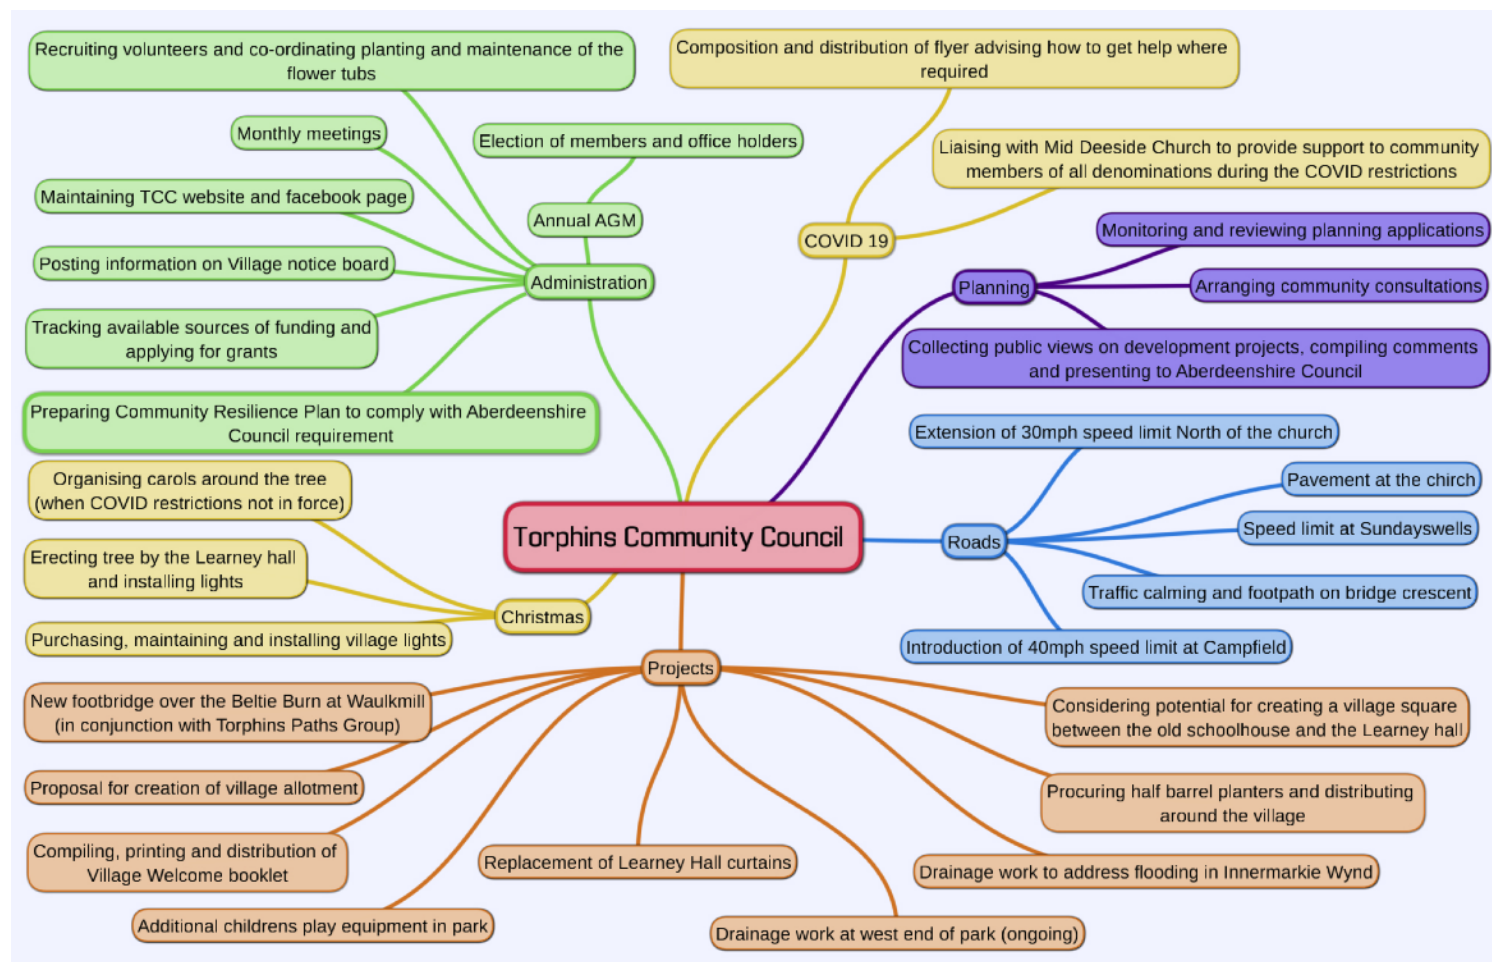 Recruiting volunteers and co-ordinating planting and maintenance of the
flower tubs
Monthly meetings
Maintaining TCC website and facebook page
Posting information on Village notice board
Tracking available sources of funding and
applying for grants
Preparing Community Resilience Plan to comply with Aberdeenshire
Council requirement
Election of members and office holders
Annual AGM
Administration
Composition and distribution of flyer advising how to get help where
required
Liaising with Mid Deeside Church to provide support to community
members of all denominations during the COVID restrictions
COVID 19
Monitoring and reviewing planning applications
Planning
Arranging community consultations
Collecting public views on development projects, compiling comments
and presenting to Aberdeenshire Council
Extension of 30mph speed limit North of the church
Pavement at the chirch
Speed limit at Sundayswells
Roads
Traffic calming and footpath on bridge crescent
Introduction of 40mph speed limit at Campfield
Torphins Community Council
Organising carols around the tree
(when COVID restrictions not in force)
Erecting tree by the Learney hall
and installing lights
Christmas
Purchasing, maintaining and installing village lights
Projects
New footbridge over the Beltie Burn at Waulkmill
(in conjunction with Torphins Paths Group)
Proposal for creation of village allotment
Compiling, printing and distribution of
Village Welcome booklet
Additional childrens play equipment in park
Replacement of Learney Hall curtains
Drainage work at west end of park (ongoing)
Considering potential for creating a village square
between the old schoolhouse and the Learney hall
Procuring half barrel planters and distributing
around the village
Drainage work to address flooding in Innermarkie Wynd